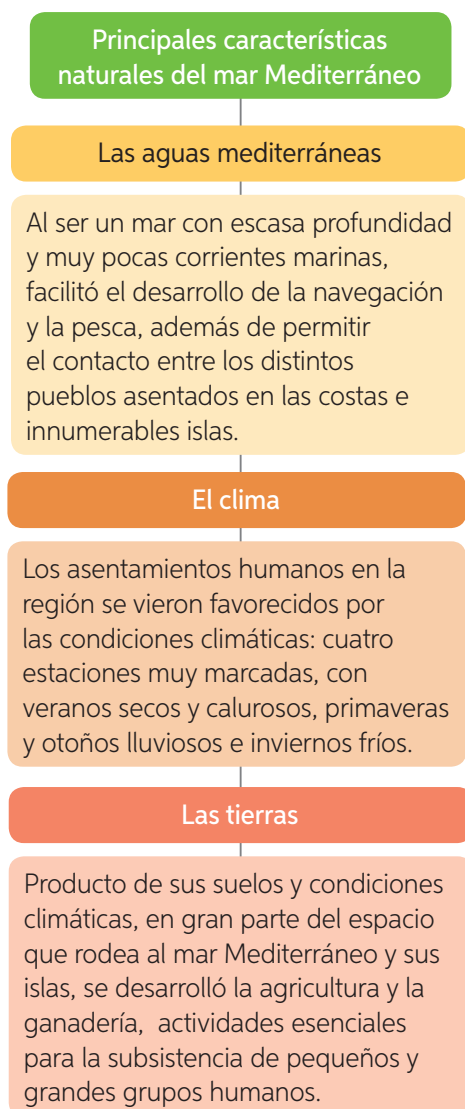 Principales características
naturales del mar Mediterráneo
Las aguas mediterráneas
Al ser un mar con escasa profundidad
y muy pocas corrientes marinas,
facilitó el desarrollo de la navegación
y la pesca, además de permitir
el contacto entre los distintos
pueblos asentados en las costas e
innumerables islas.
El clima
Los asentamientos humanos en la
región se vieron favorecidos por
las condiciones climáticas: cuatro
estaciones muy marcadas, con
veranos secos y calurosos, primaveras
y otoños lluviosos e inviernos fríos.
Las tierras
Producto de sus suelos y condiciones
climáticas, en gran parte del espacio
que rodea al mar Mediterráneo y sus
islas, se desarrolló la agricultura y la
ganadería, actividades esenciales
para la subsistencia de pequeños y
grandes grupos humanos.